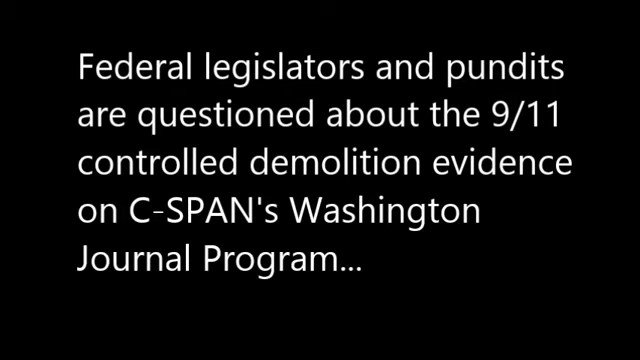 Federal legislators and pundits
are questioned about the 9/11
controlled demolition evidence
on C-SPAN's Washington
Journal Program...